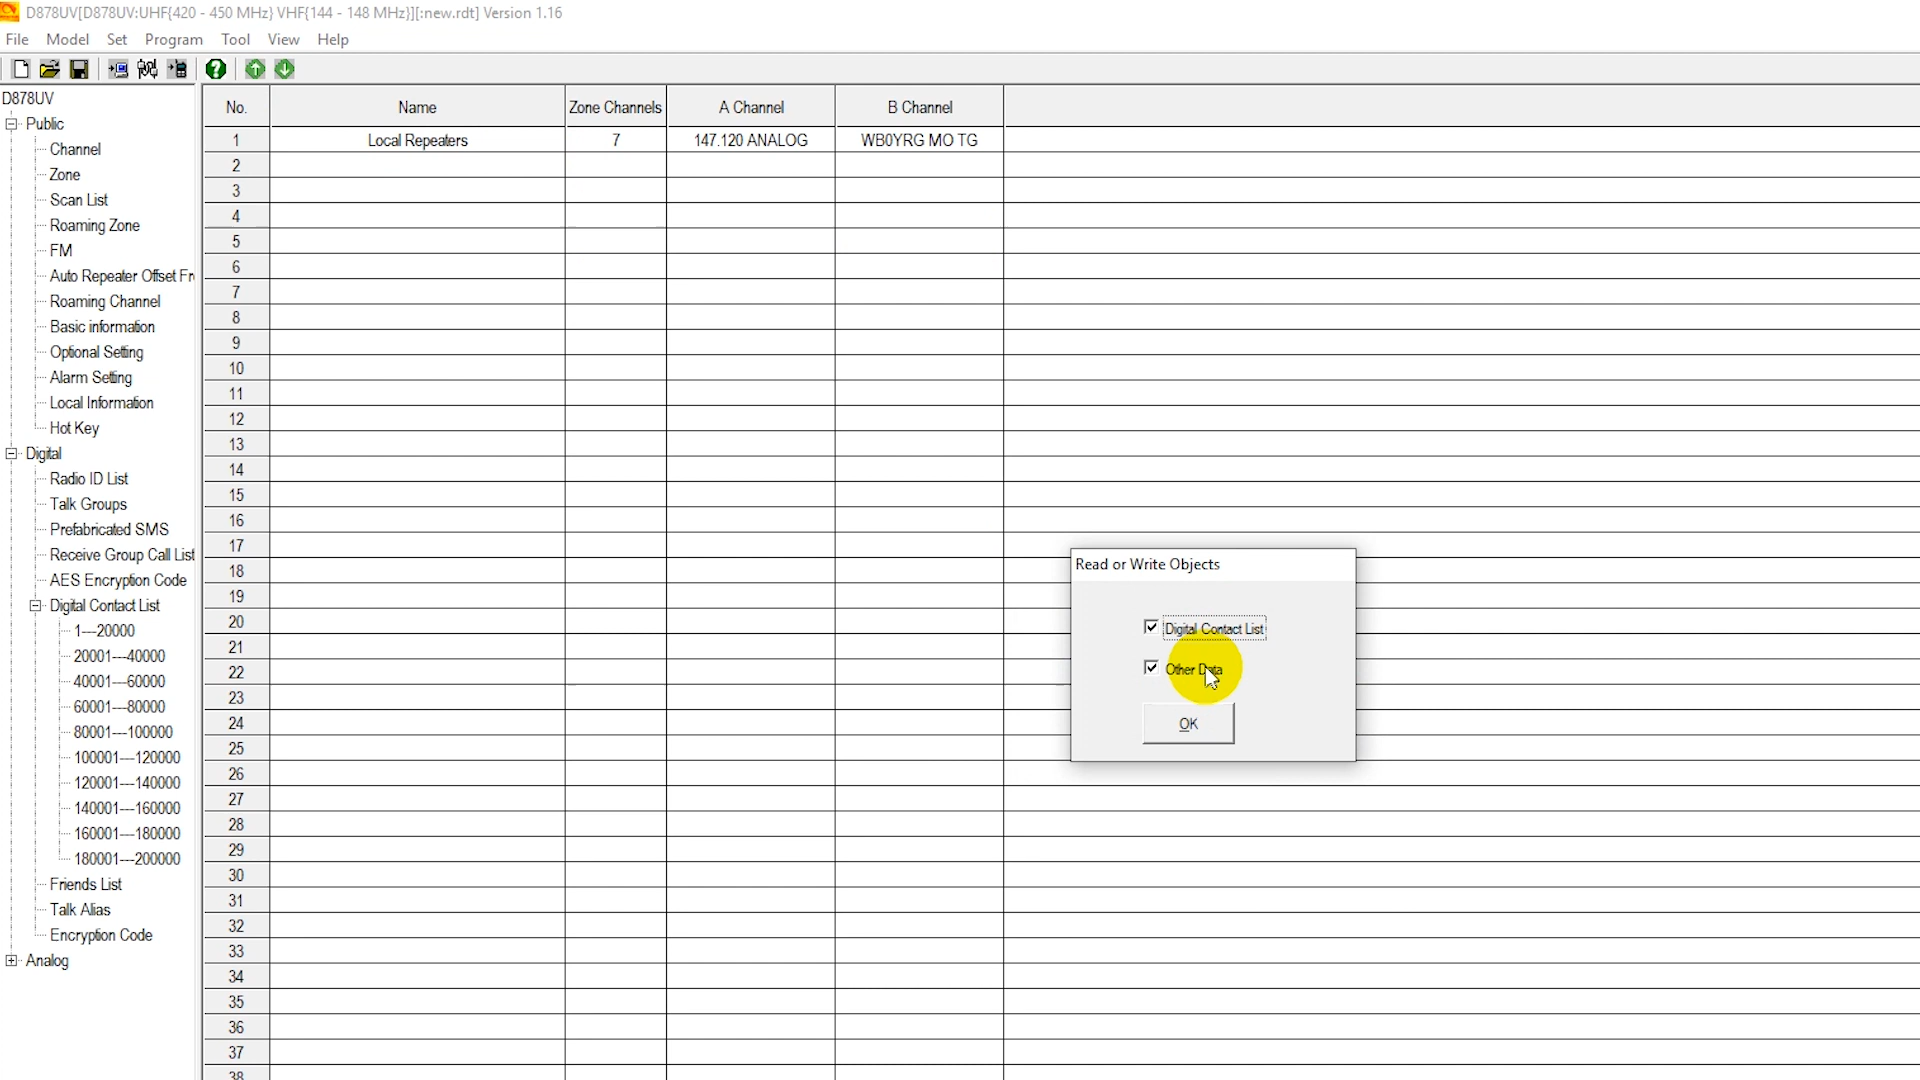 D878UV[D878UV:UHF{420 - 450 MHz} VHF{144 - 148 MHz}][:new.rdt] Version 1.16
File Model Set Program Tool View Help
D878UV
Public
Channel
Zone
Scan List
Roaming Zone
FM
Auto Repeater Offset Fr
Roaming Channel
Basic information
Optional Setting
Alarm Setting
Local Information
Hot Key
Digital
Radio ID List
Talk Groups
Prefabricated SMS
Receive Group Call List
AES Encryption Code
Digital Contact List
1---20000
20001---40000
40001---60000
60001---80000
80001---100000
100001---120000
120001---140000
140001---160000
160001---180000
180001---200000
Friends List
Talk Alias
Encryption Code
Analog
No. Name Zone Channels A Channel B Channel
1 Local Repeaters 7 147.120 ANALOG WB0YRG MO TG
2
3
4
5
6
7
8
9
10
11
12
13
14
15
16
17
18
19
20
21
22
23
24
25
26
27
28
29
30
31
32
33
34
35
36
37
38
Read or Write Objects
Digital Contact List
Other Data
OK